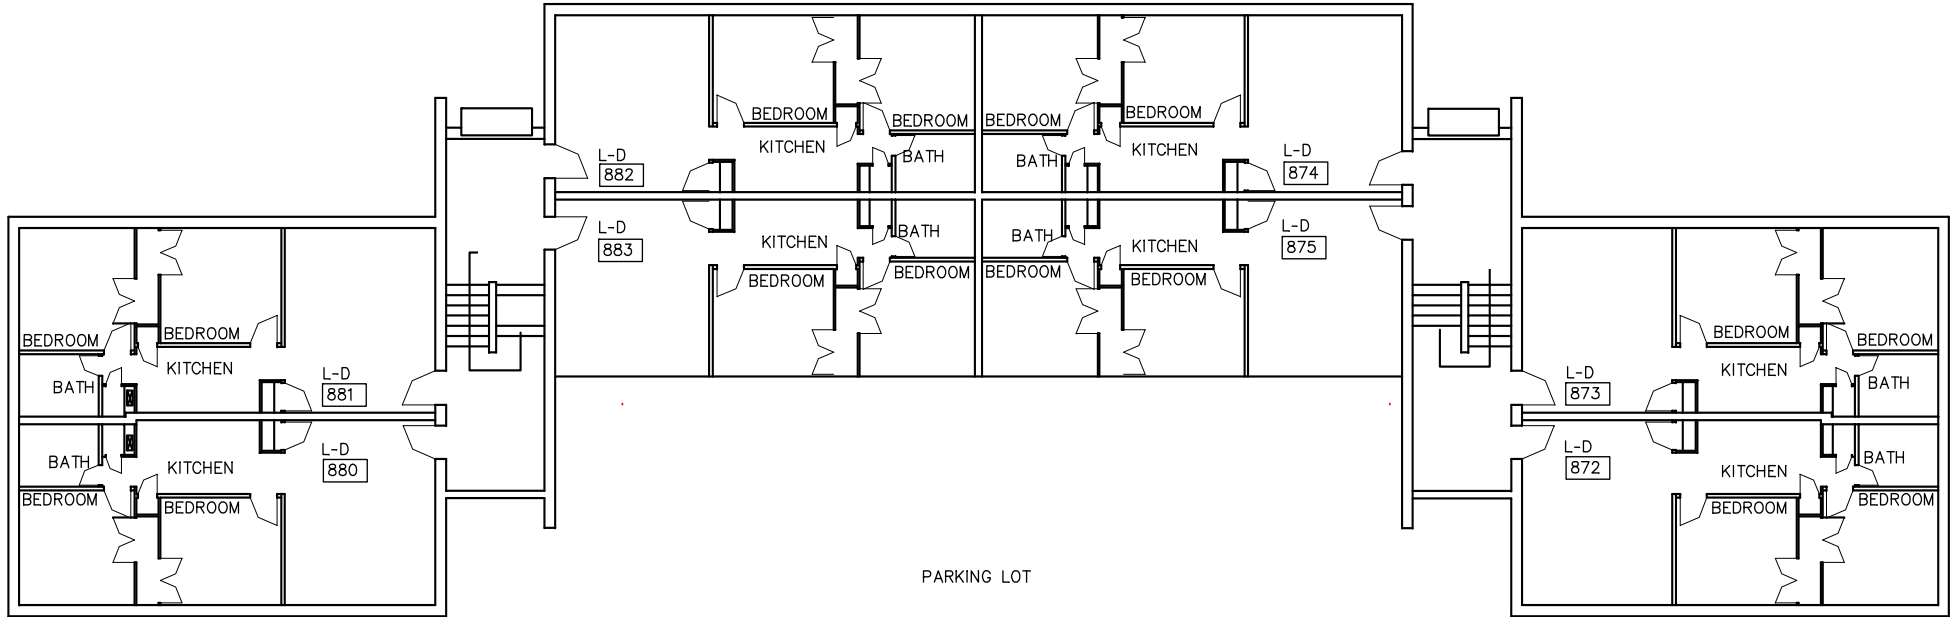 BEDROOM
BEDROOM
BEDROOM
BEDROOM
KITCHEN
BATH
BATH
KITCHEN
L-D
882
L-D
874
L-D
883
KITCHEN
BATH
BATH
KITCHEN
L-D
875
BEDROOM
BEDROOM
BEDROOM
BEDROOM
BEDROOM
BEDROOM
KITCHEN
BATH
L-D
881
L-D
880
BATH
KITCHEN
BEDROOM
BEDROOM
BEDROOM
BEDROOM
L-D
873
KITCHEN
BATH
L-D
872
KITCHEN
BATH
BEDROOM
BEDROOM
PARKING LOT